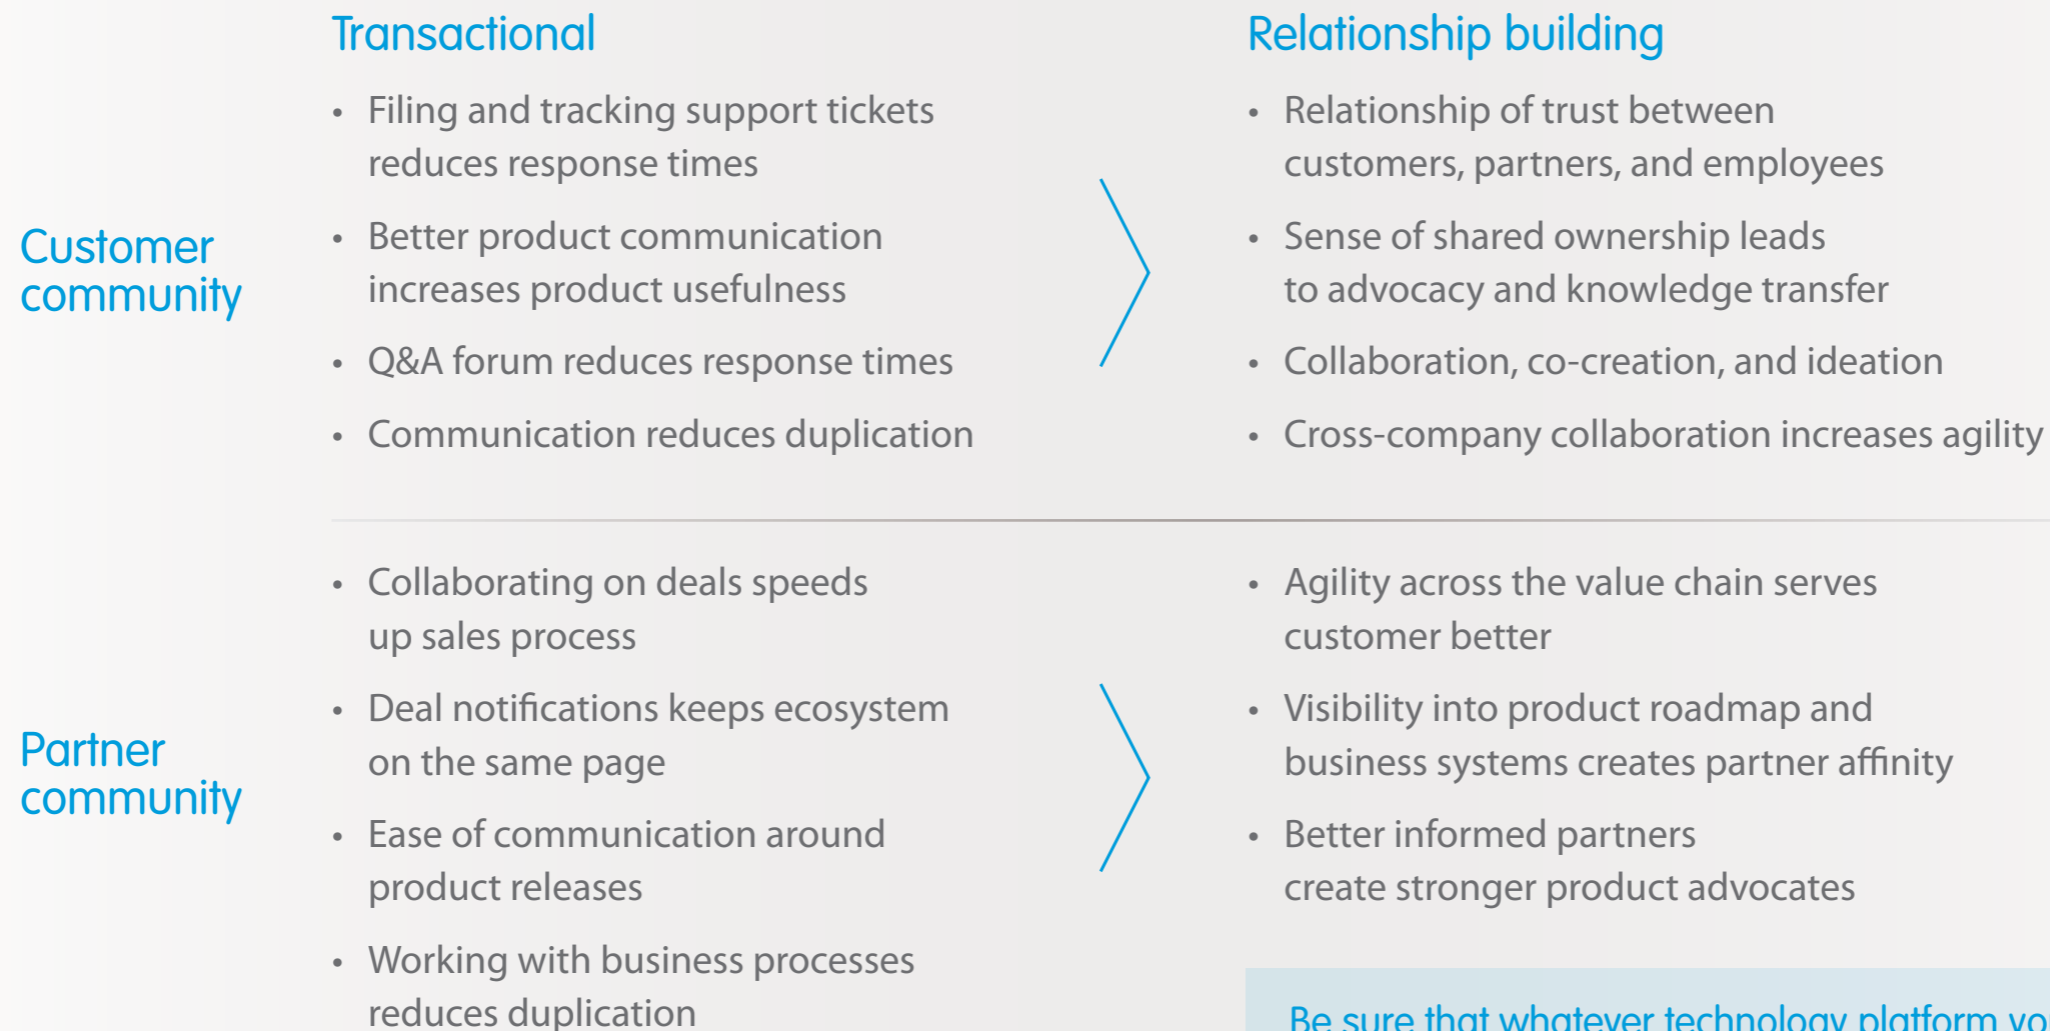 Transactional
Relationship building
Customer
community
• Filing and tracking support tickets
reduces response times
• Better product communication
increases product usefulness
• Q&A forum reduces response times
• Communication reduces duplication
• Relationship of trust between
customers, partners, and employees
• Sense of shared ownership leads
to advocacy and knowledge transfer
• Collaboration, co-creation, and ideation
• Cross-company collaboration increases agility
Partner
community
• Collaborating on deals speeds
up sales process
• Deal notifications keeps ecosystem
on the same page
• Ease of communication around
product releases
• Working with business processes
reduces duplication
• Agility across the value chain serves
customer better
• Visibility into product roadmap and
business systems creates partner affinity
• Better informed partners
create stronger product advocates
Be sure that whatever technology platform